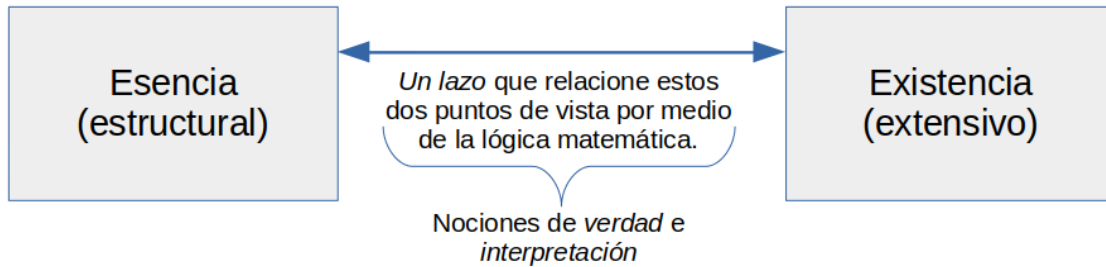 Esencia
(estructural)
Un lazo que relacione estos
dos puntos de vista por medio
de la lógica matemática.
Nociones de verdad e
interpretación
Existencia
(extensivo)